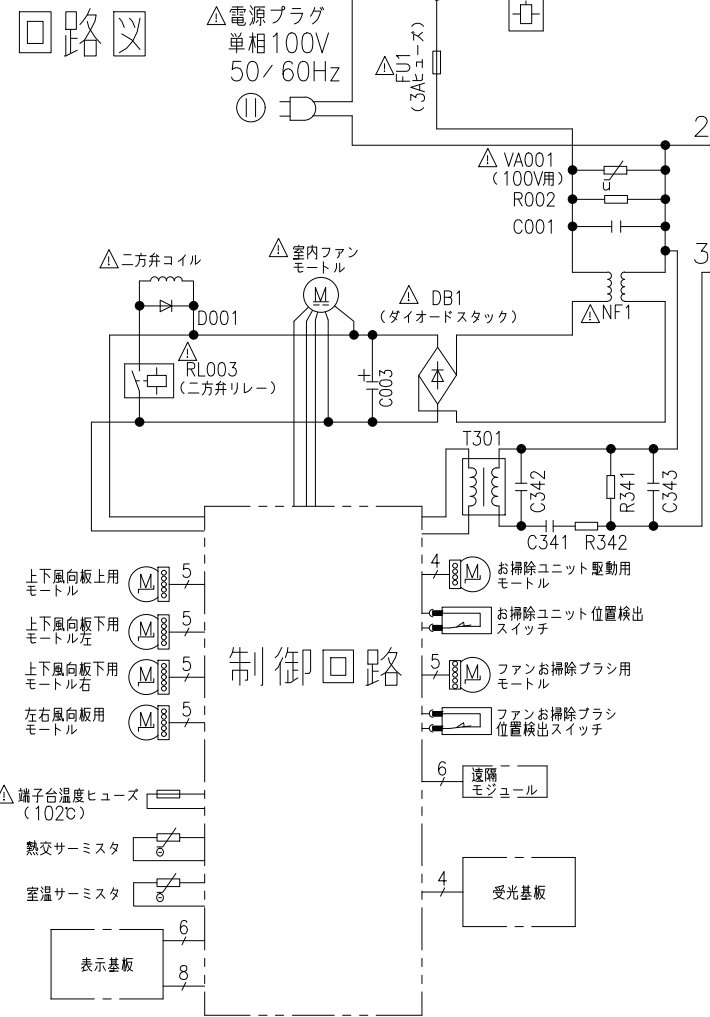 回路図
⚠電源プラグ
単相100V
50/60Hz
⚠FU1
(3Aヒューズ)
2
⚠VA001
(100V用)
u
R002
C001
3
⚠NF1
⚠二方弁コイル
D001
⚠室内ファン
モートル
M
⚠DB1
(ダイオードスタック)
⚠
RL003
(二方弁リレー)
+
C003
T301
C342
R341
C343
C341
R342
制御回路
上下風向板上用
モートル
M
5
上下風向板下用
モートル左
M
5
上下風向板下用
モートル右
M
5
左右風向板用
モートル
M
5
⚠端子台温度ヒューズ
(102℃)
熱交サーミスタ
θ
室温サーミスタ
θ
表示基板
6
8
4
M
お掃除ユニット駆動用
モートル
お掃除ユニット位置検出
スイッチ
5
M
ファンお掃除ブラシ用
モートル
ファンお掃除ブラシ
位置検出スイッチ
6
遠隔
モジュール
4
受光基板